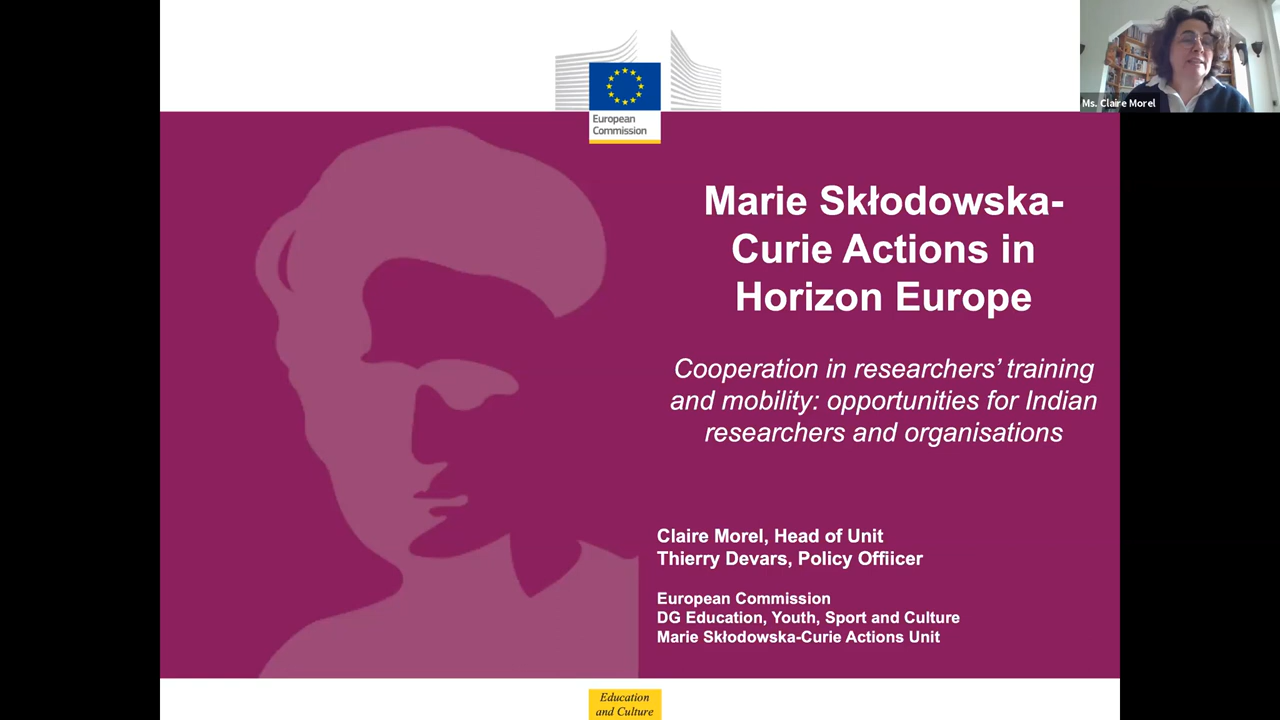 Ms. Claire Morel
European
Commission
Marie Skłodowska-
Curie Actions in
Horizon Europe
Cooperation in researchers’ training
and mobility: opportunities for Indian
researchers and organisations
Claire Morel, Head of Unit
Thierry Devars, Policy Offiicer
European Commission
DG Education, Youth, Sport and Culture
Marie Skłodowska-Curie Actions Unit
Education
and Culture